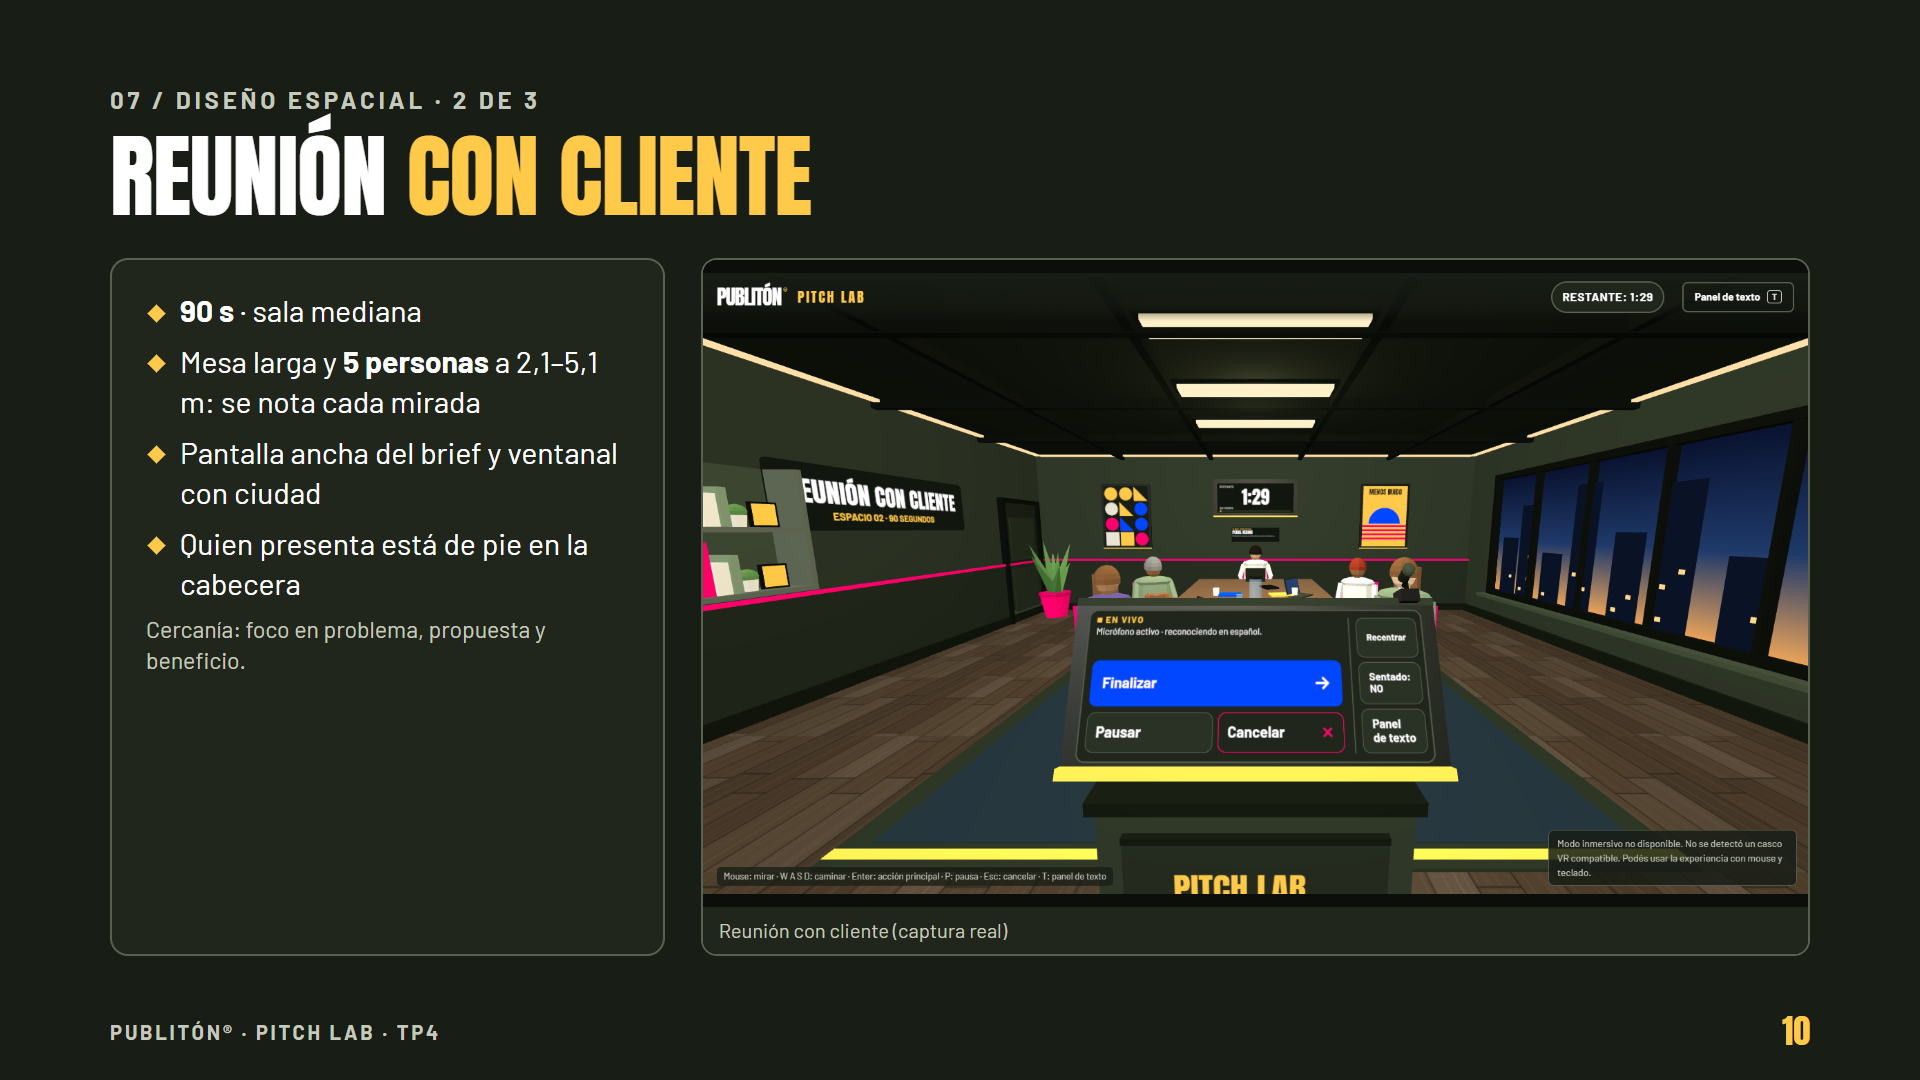 07 / DISEÑO ESPACIAL · 2 DE 3
REUNIÓN CON CLIENTE
◆ 90 s · sala mediana
◆ Mesa larga y 5 personas a 2,1–5,1
m: se nota cada mirada
◆ Pantalla ancha del brief y ventanal
con ciudad
◆ Quien presenta está de pie en la
cabecera
Cercanía: foco en problema, propuesta y
beneficio.
PUBLITÓN® PITCH LAB
RESTANTE: 1:29
Panel de texto T
EUNIÓN CON CLIENTE
ESPACIO 02 · 90 SEGUNDOS
1:29
MENOS RUIDO
EN VIVO
Micrófono activo · reconociendo en español.
Finalizar →
Pausar
Cancelar ✕
Recentrar
Sentado:
NO
Panel
de texto
PITCH LAB
Mouse: mirar · W A S D: caminar · Enter: acción principal · P: pausa · Esc: cancelar · T: panel de texto
Modo inmersivo no disponible. No se detectó un casco
VR compatible. Podés usar la experiencia con mouse y
teclado.
Reunión con cliente (captura real)
PUBLITÓN® · PITCH LAB · TP4
10